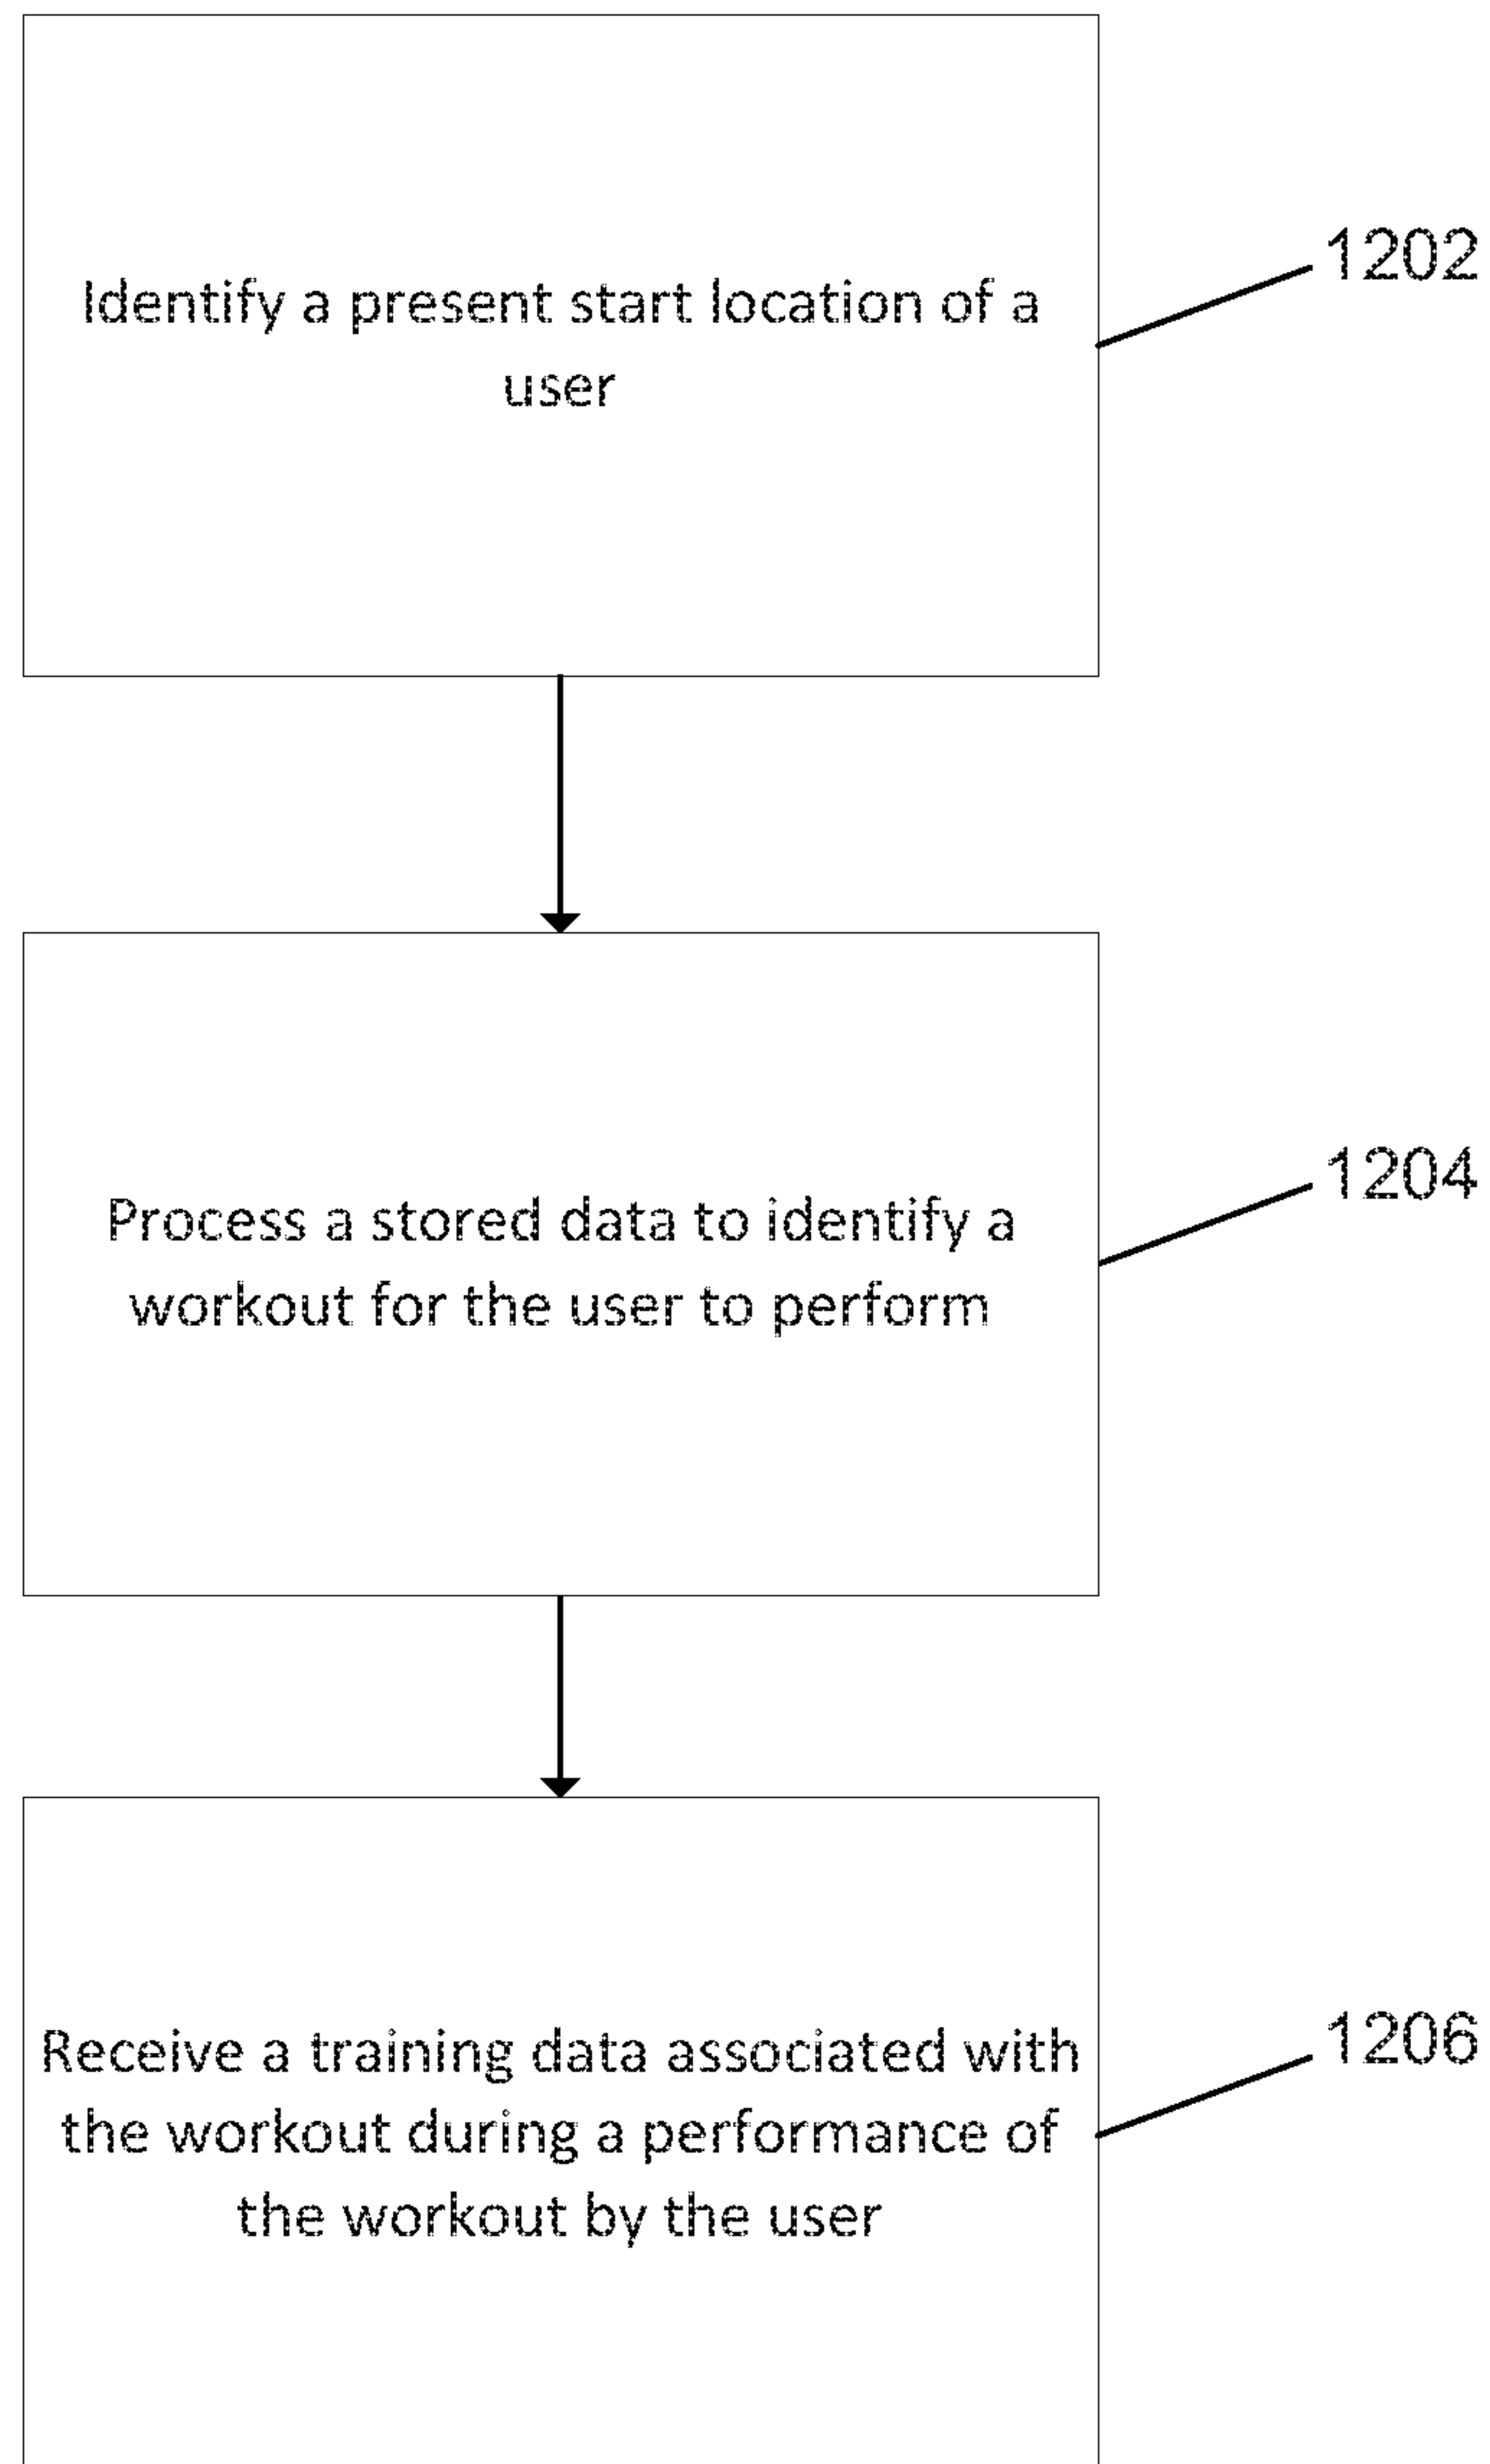 Identify a present start location of a
user
1202
Process a stored data to identify a
workout for the user to perform
1204
Receive a training data associated with
the workout during a performance of
the workout by the user
1206